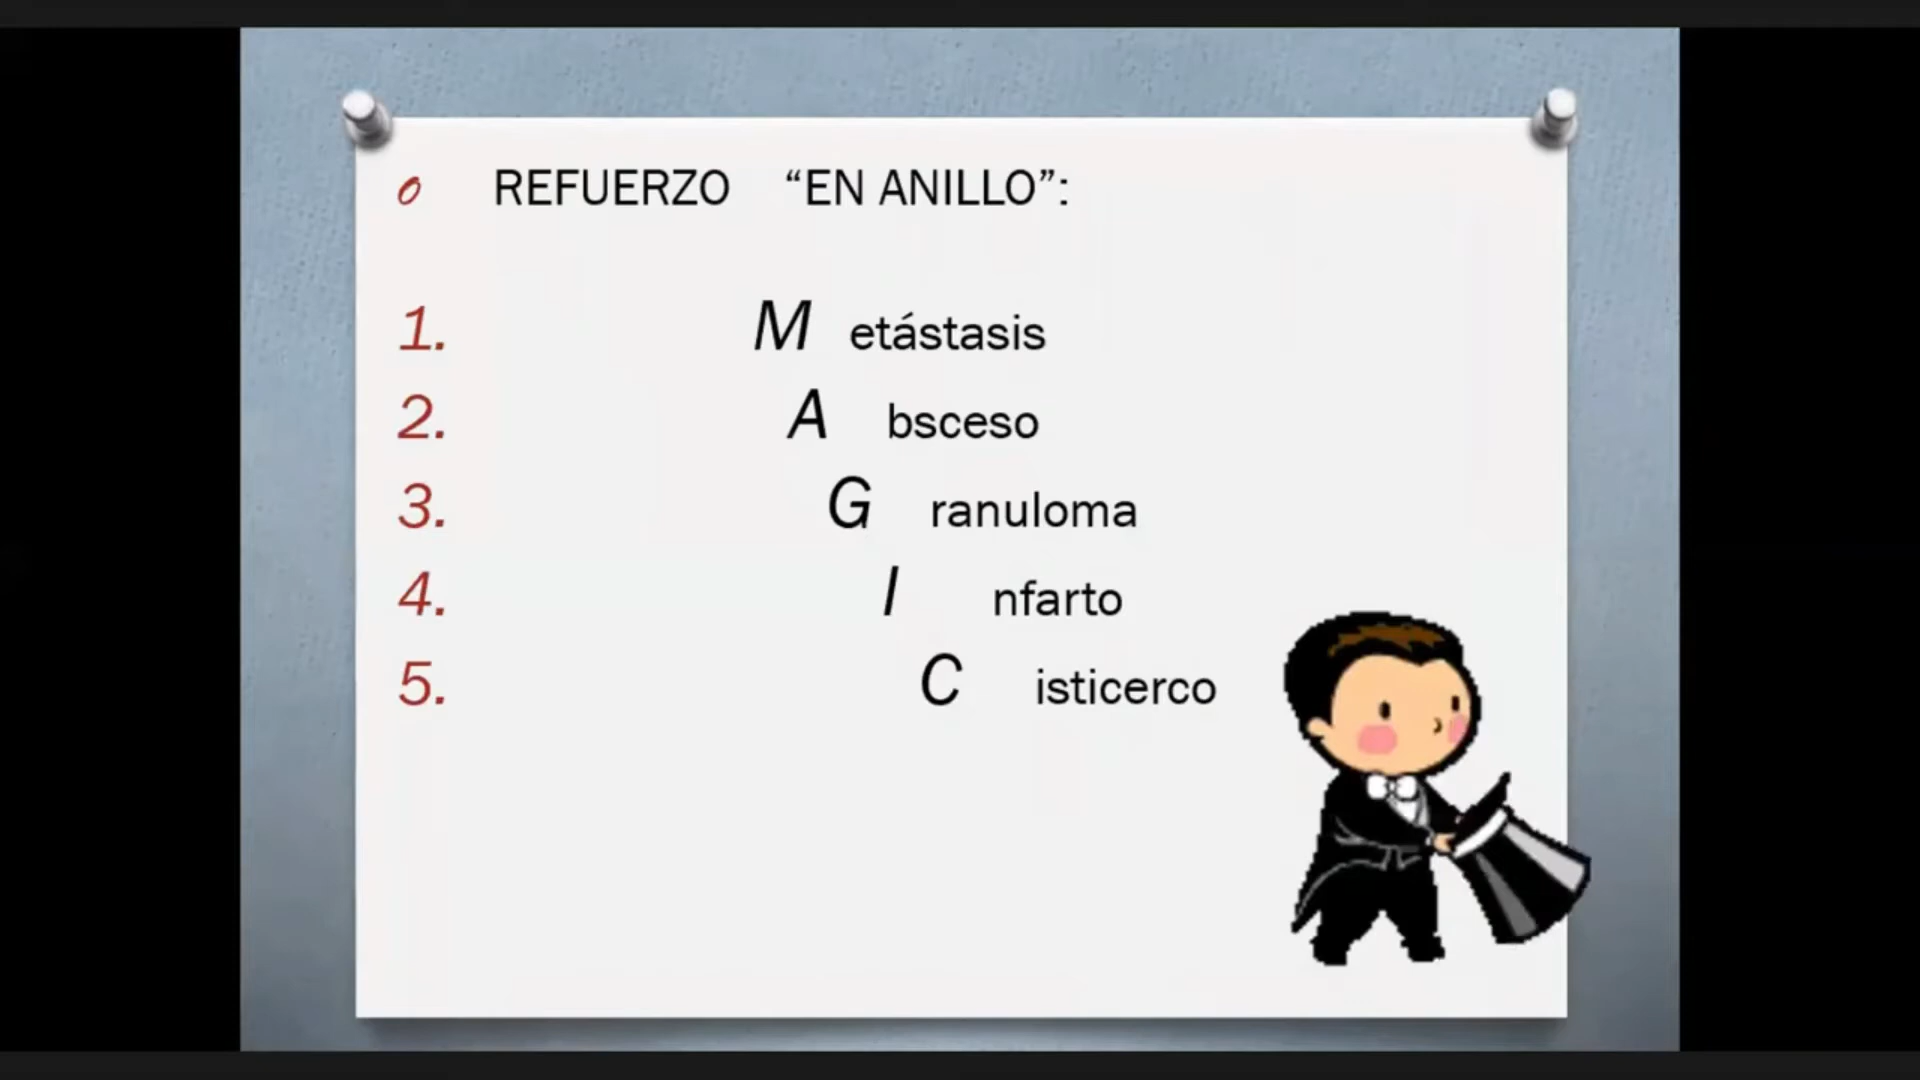 o REFUERZO “EN ANILLO”:
1. M etástasis
2. A bsceso
3. G ranuloma
4. I nfarto
5. C isticerco